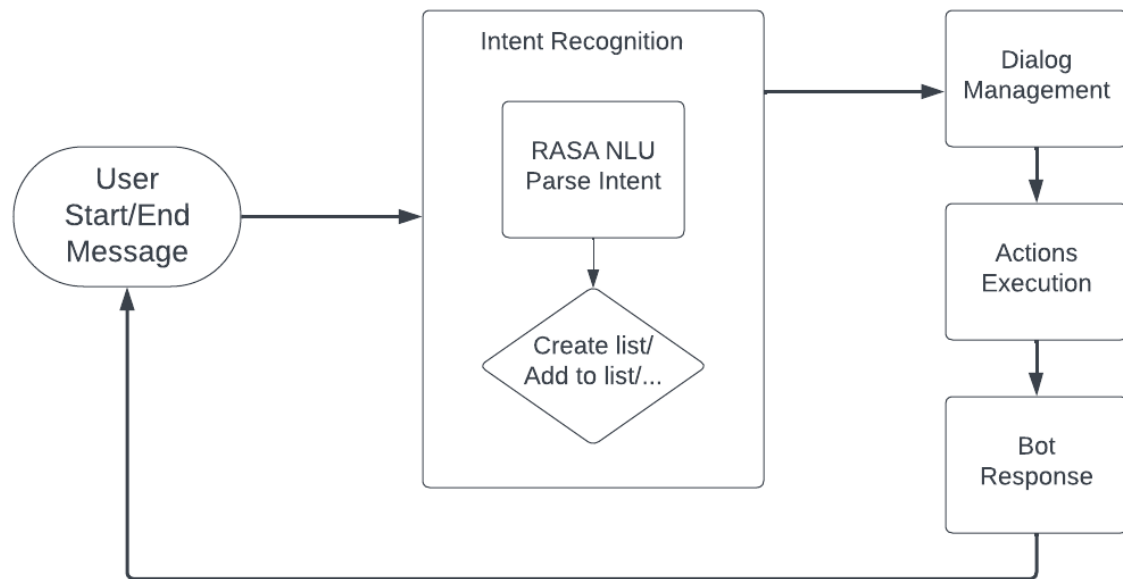 User
Start/End
Message
Intent Recognition
RASA NLU
Parse Intent
Create list/
Add to list/...
Dialog
Management
Actions
Execution
Bot
Response